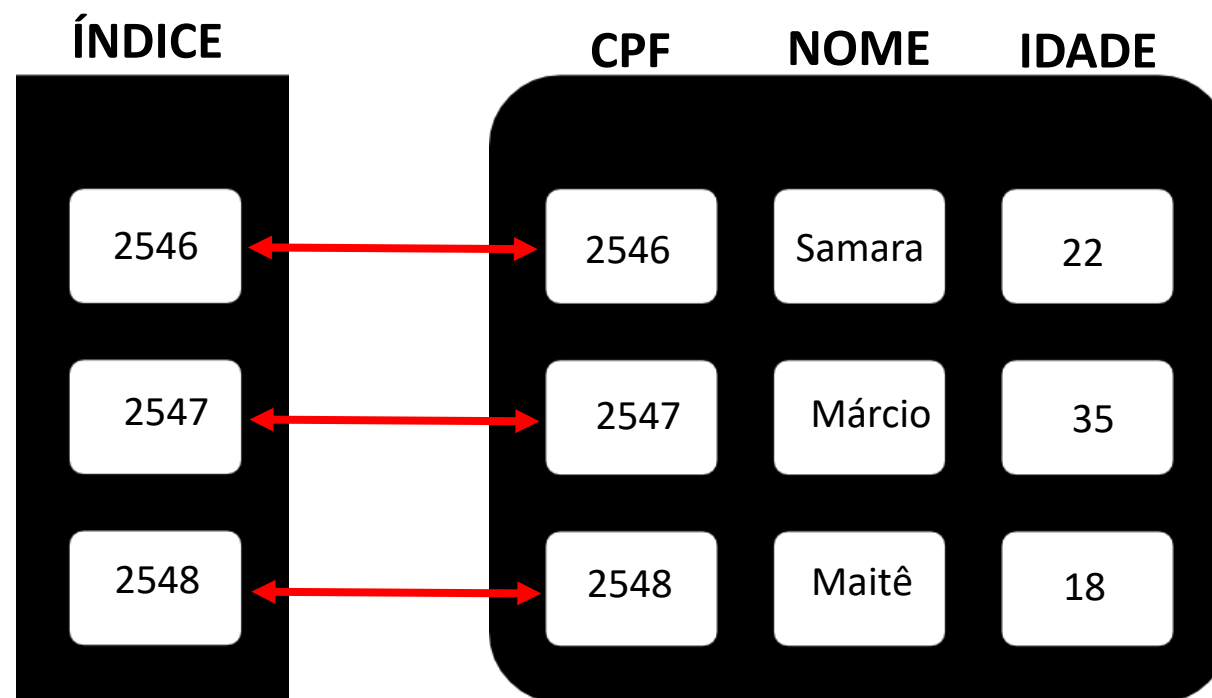 ÍNDICE
CPF NOME IDADE
2546 2546 Samara 22
2547 2547 Márcio 35
2548 2548 Maitê 18